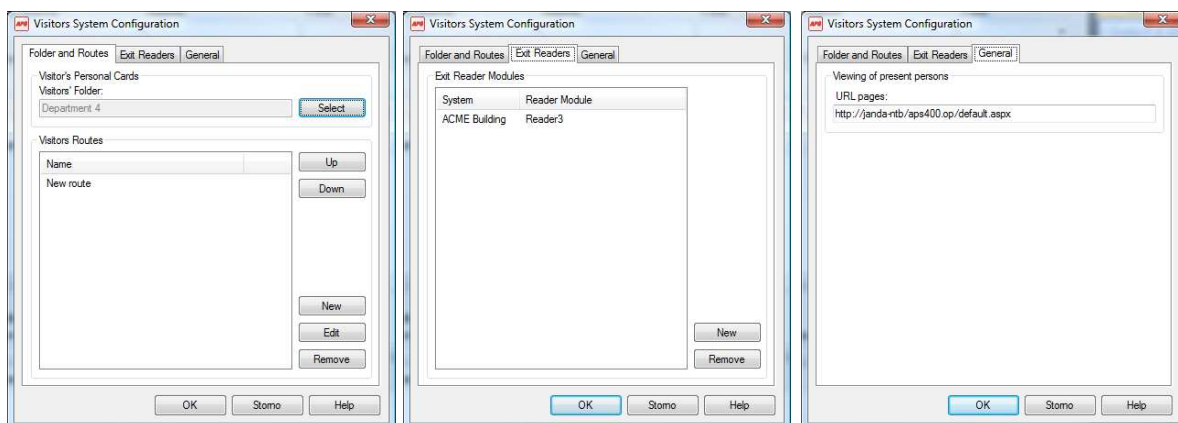 Visitors System Configuration
Folder and Routes Exit Readers General
Visitor's Personal Cards
Visitors' Folder:
Department 4 Select
Visitors Routes
Name
Up
New route
Down
New
Edit
Remove
OK Storno Help
Visitors System Configuration
Folder and Routes Exit Readers General
Exit Reader Modules
System Reader Module
ACME Building Reader3
New
Remove
OK Storno Help
Visitors System Configuration
Folder and Routes Exit Readers General
Viewing of present persons
URL pages:
http://janda-ntb/aps400.op/default.aspx
OK Storno Help